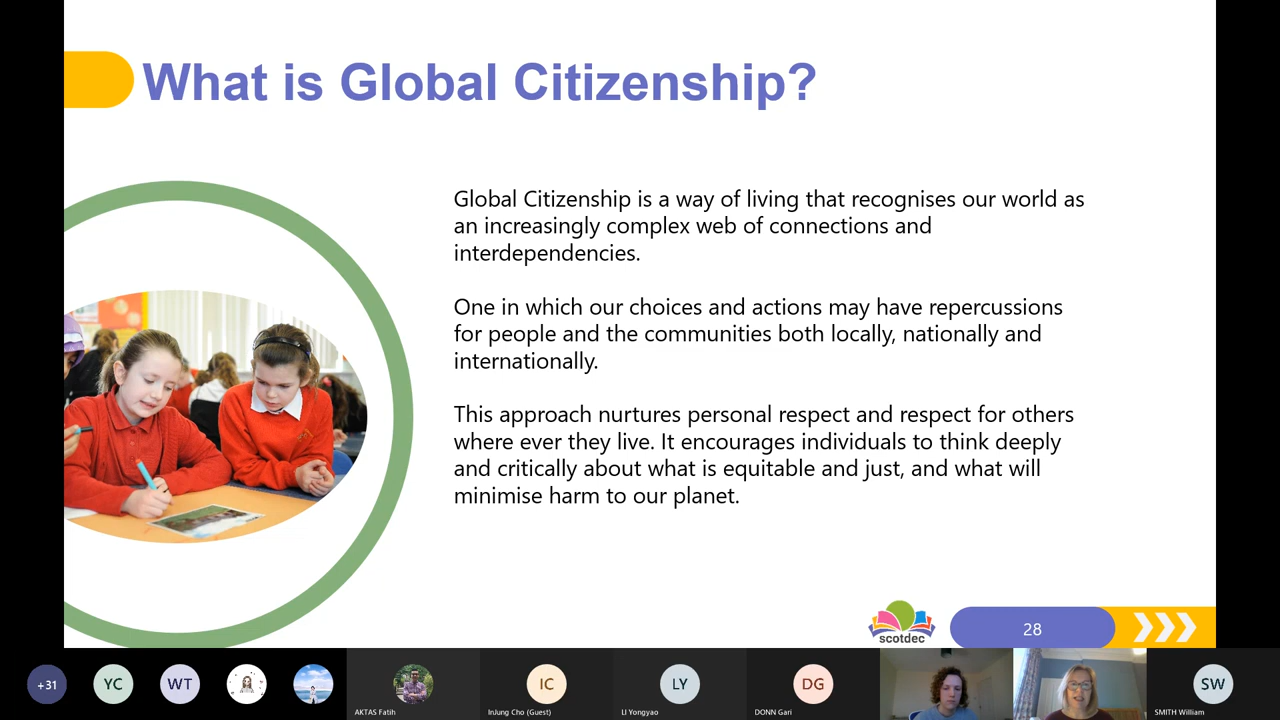 What is Global Citizenship?
Global Citizenship is a way of living that recognises our world as
an increasingly complex web of connections and
interdependencies.
One in which our choices and actions may have repercussions
for people and the communities both locally, nationally and
internationally.
This approach nurtures personal respect and respect for others
where ever they live. It encourages individuals to think deeply
and critically about what is equitable and just, and what will
minimise harm to our planet.
scotdec
28
+31
YC
WT
IC
LY
DG
SW
AKTAS Fatih
InJung Cho (Guest)
LI Yongyao
DONN Gari
SMITH William